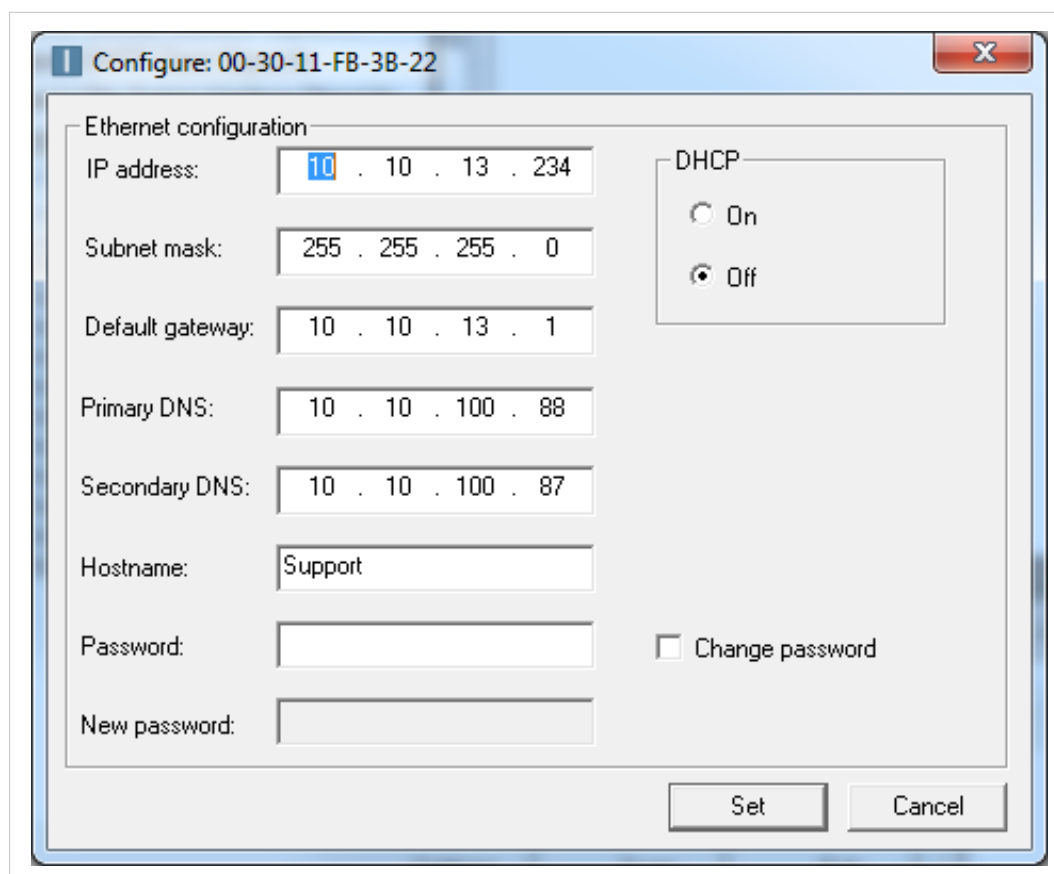 Configure: 00-30-11-FB-3B-22
Ethernet configuration
IP address: 10 . 10 . 13 . 234
DHCP
On
Subnet mask: 255 . 255 . 255 . 0
Off
Default gateway: 10 . 10 . 13 . 1
Primary DNS: 10 . 10 . 100 . 88
Secondary DNS: 10 . 10 . 100 . 87
Hostname: Support
Password:
Change password
New password:
Set
Cancel